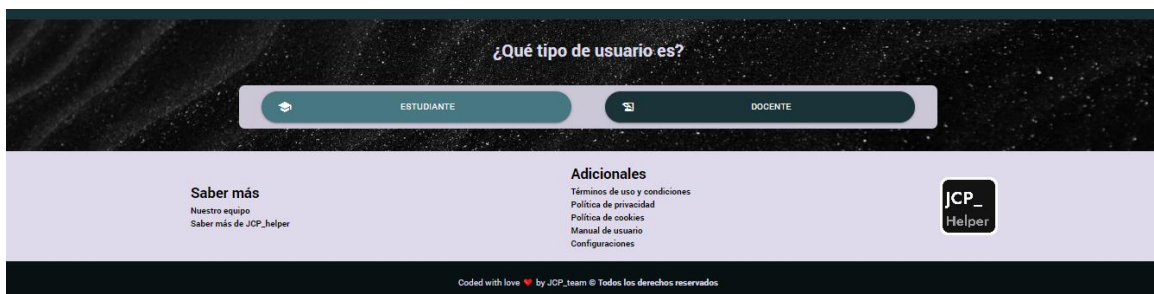 ¿Qué tipo de usuario es?
ESTUDIANTE
DOCENTE
Saber más
Nuestro equipo
Saber más de JCP_helper
Adicionales
Términos de uso y condiciones
Política de privacidad
Política de cookies
Manual de usuario
Configuraciones
JCP_
Helper
Coded with love ❤ by JCP_team © Todos los derechos reservados